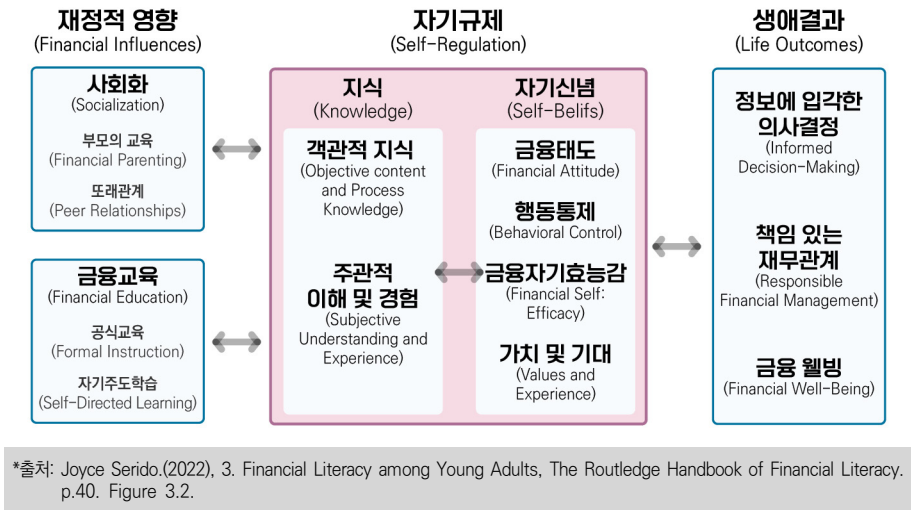 재정적 영향
(Financial Influences)
사회화
(Socialization)
부모의 교육
(Financial Parenting)
또래관계
(Peer Relationships)
금융교육
(Financial Education)
공식교육
(Formal Instruction)
자기주도학습
(Self-Directed Learning)
자기규제
(Self-Regulation)
지식
(Knowledge)
객관적 지식
(Objective content
and Process
Knowledge)
주관적
이해 및 경험
(Subjective
Understanding and
Experience)
자기신념
(Self-Belifs)
금융태도
(Financial Attitude)
행동통제
(Behavioral Control)
금융자기효능감
(Financial Self:
Efficacy)
가치 및 기대
(Values and
Experience)
생애결과
(Life Outcomes)
정보에 입각한
의사결정
(Informed
Decision-Making)
책임 있는
재무관계
(Responsible
Financial Management)
금융 웰빙
(Financial Well-Being)
*출처: Joyce Serido.(2022), 3. Financial Literacy among Young Adults, The Routledge Handbook of Financial Literacy.
p.40. Figure 3.2.